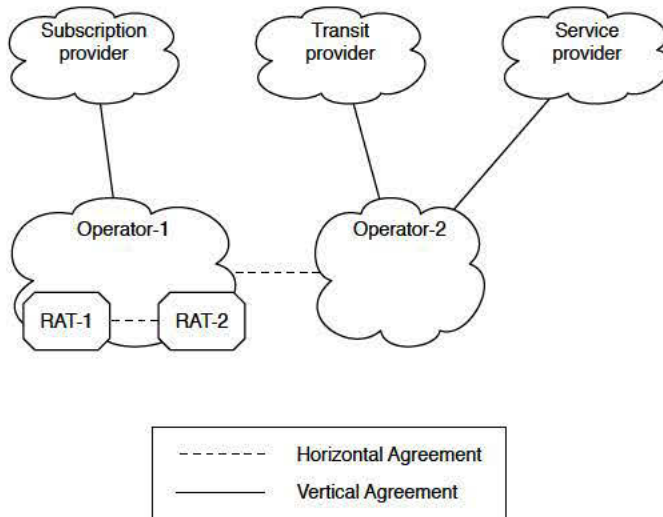 Subscription
provider
Transit
provider
Service
provider
Operator-1
Operator-2
RAT-1
RAT-2
Horizontal Agreement
Vertical Agreement